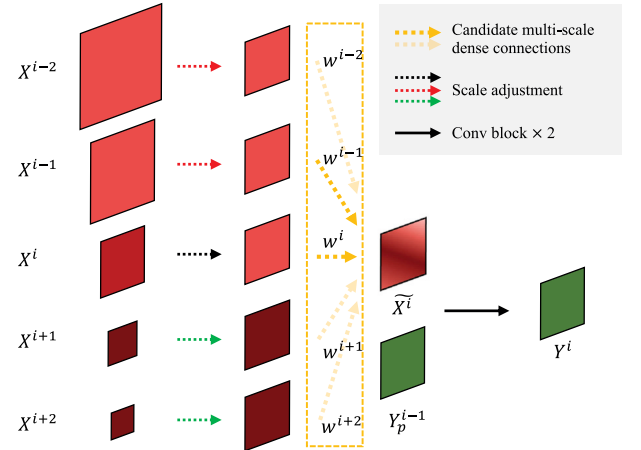 X^{i-2}
w^{i-2}
Candidate multi-scale
dense connections
Scale adjustment
Conv block × 2
X^{i-1}
w^{i-1}
X^{i}
w^{i}
\widetilde{X^{i}}
X^{i+1}
w^{i+1}
Y^{i}
X^{i+2}
w^{i+2}
Y_p^{i-1}